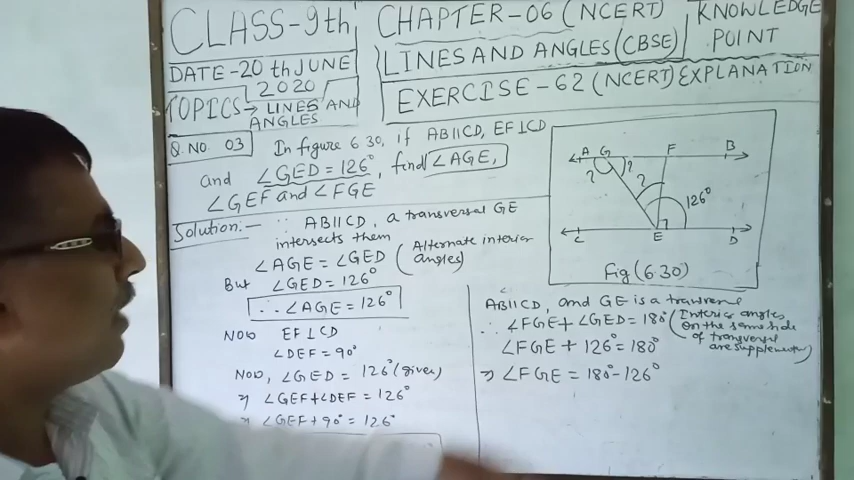 CLASS-9th
CHAPTER-06 (NCERT)
KNOWLEDGE
POINT
LINES AND ANGLES (CBSE)
DATE-20 th JUNE
2020
EXERCISE-62 (NCERT) EXPLANATION
TOPICS → LINES AND
ANGLES
Q.NO. 03
In figure 6.30, if AB||CD, EF⊥CD
and ∠GED = 126°, find ∠AGE,
∠GEF and ∠FGE
Solution:-
∵ AB||CD, a transversal GE
intersects them
∠AGE = ∠GED (Alternate interior
angles)
But ∠GED = 126°
∴ ∠AGE = 126°
Now EF⊥CD
∠DEF = 90°
Now, ∠GED = 126° (given)
⇒ ∠GEF+∠DEF = 126°
⇒ ∠GEF+90° = 126°
A G F B
? ? ?
126°
C E D
Fig (6.30)
AB||CD, and GE is a
∴ ∠FGE+∠GED = 180° (Interior angles
on the same side
of transversal
are
∠FGE + 126° = 180°
⇒ ∠FGE = 180°-126°